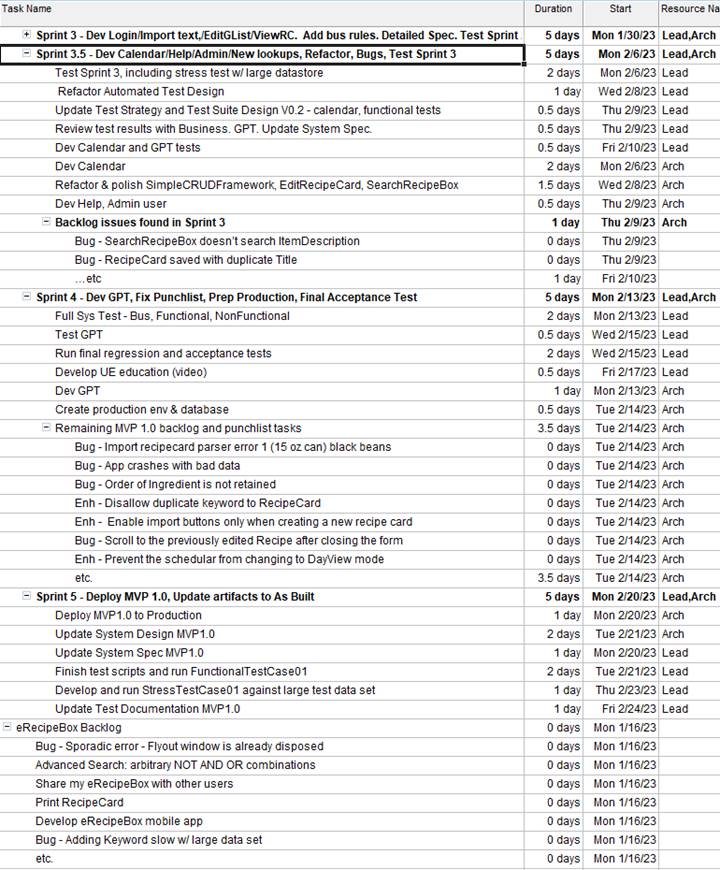 Task Name Duration Start Resource Na
Sprint 3 - Dev Login/Import text,/EditGList/ViewRC. Add bus rules. Detailed Spec. Test Sprint 5 days Mon 1/30/23 Lead,Arch
Sprint 3.5 - Dev Calendar/Help/Admin/New lookups, Refactor, Bugs, Test Sprint 3 5 days Mon 2/6/23 Lead,Arch
Test Sprint 3, including stress test w/ large datastore 2 days Mon 2/6/23 Lead
Refactor Automated Test Design 1 day Wed 2/8/23 Lead
Update Test Strategy and Test Suite Design V0.2 - calendar, functional tests 0.5 days Thu 2/9/23 Lead
Review test results with Business. GPT. Update System Spec. 0.5 days Thu 2/9/23 Lead
Dev Calendar and GPT tests 0.5 days Fri 2/10/23 Lead
Dev Calendar 2 days Mon 2/6/23 Arch
Refactor & polish SimpleCRUDFramework, EditRecipeCard, SearchRecipeBox 1.5 days Wed 2/8/23 Arch
Dev Help, Admin user 0.5 days Thu 2/9/23 Arch
Backlog issues found in Sprint 3 1 day Thu 2/9/23 Arch
Bug - SearchRecipeBox doesn't search ItemDescription 0 days Thu 2/9/23
Bug - RecipeCard saved with duplicate Title 0 days Thu 2/9/23
...etc 1 day Fri 2/10/23
Sprint 4 - Dev GPT, Fix Punchlist, Prep Production, Final Acceptance Test 5 days Mon 2/13/23 Lead,Arch
Full Sys Test - Bus, Functional, NonFunctional 2 days Mon 2/13/23 Lead
Test GPT 0.5 days Wed 2/15/23 Lead
Run final regression and acceptance tests 2 days Wed 2/15/23 Lead
Develop UE education (video) 0.5 days Fri 2/17/23 Lead
Dev GPT 1 day Mon 2/13/23 Arch
Create production env & database 0.5 days Tue 2/14/23 Arch
Remaining MVP 1.0 backlog and punchlist tasks 3.5 days Tue 2/14/23 Arch
Bug - Import recipecard parser error 1 (15 oz can) black beans 0 days Tue 2/14/23 Arch
Bug - App crashes with bad data 0 days Tue 2/14/23 Arch
Bug - Order of Ingredient is not retained 0 days Tue 2/14/23 Arch
Enh - Disallow duplicate keyword to RecipeCard 0 days Tue 2/14/23 Arch
Enh - Enable import buttons only when creating a new recipe card 0 days Tue 2/14/23 Arch
Bug - Scroll to the previously edited Recipe after closing the form 0 days Tue 2/14/23 Arch
Enh - Prevent the schedular from changing to DayView mode 0 days Tue 2/14/23 Arch
etc. 3.5 days Tue 2/14/23 Arch
Sprint 5 - Deploy MVP 1.0, Update artifacts to As Built 5 days Mon 2/20/23 Lead,Arch
Deploy MVP1.0 to Production 1 day Mon 2/20/23 Arch
Update System Design MVP1.0 2 days Tue 2/21/23 Arch
Update System Spec MVP1.0 1 day Mon 2/20/23 Lead
Finish test scripts and run FunctionalTestCase01 2 days Tue 2/21/23 Lead
Develop and run StressTestCase01 against large test data set 1 day Thu 2/23/23 Lead
Update Test Documentation MVP1.0 1 day Fri 2/24/23 Lead
eRecipeBox Backlog 0 days Mon 1/16/23
Bug - Sporadic error - Flyout window is already disposed 0 days Mon 1/16/23
Advanced Search: arbitrary NOT AND OR combinations 0 days Mon 1/16/23
Share my eRecipeBox with other users 0 days Mon 1/16/23
Print RecipeCard 0 days Mon 1/16/23
Develop eRecipeBox mobile app 0 days Mon 1/16/23
Bug - Adding Keyword slow w/ large data set 0 days Mon 1/16/23
etc. 0 days Mon 1/16/23